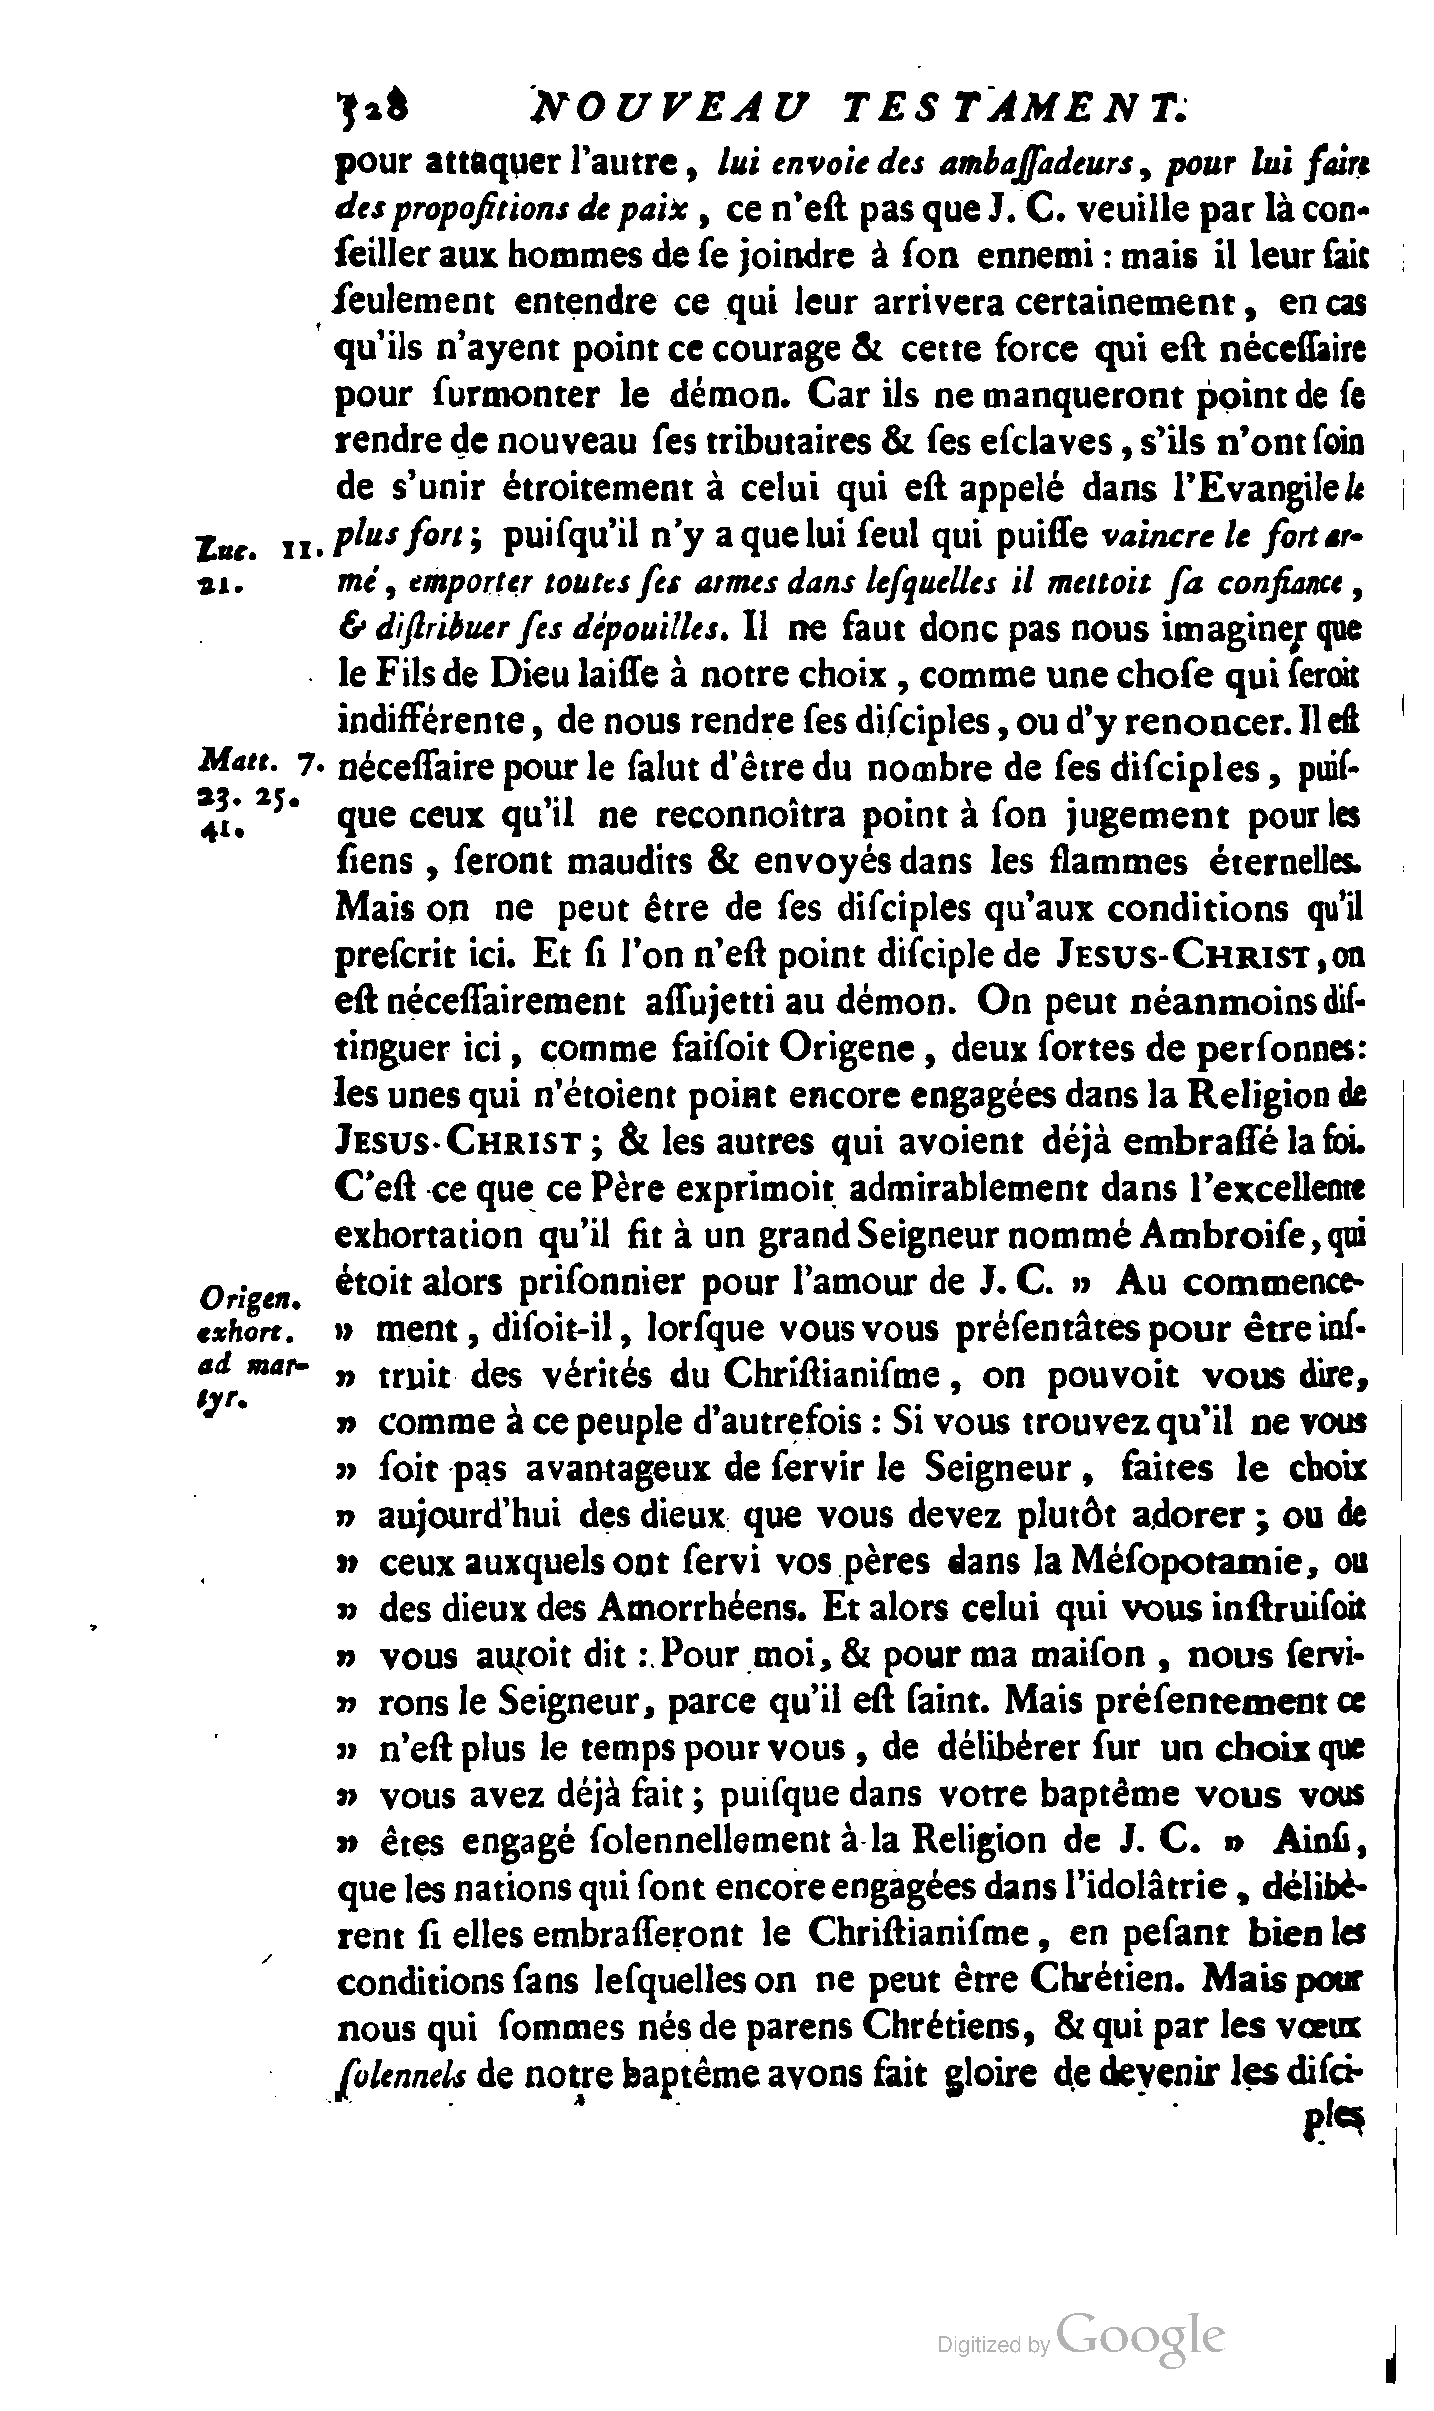 328 NOUVEAU TESTAMENT.
pour attaquer l'autre, lui envoie des ambaſſadeurs, pour lui faire
des propoſitions de paix, ce n'eſt pas que J. C. veuille par là con-
ſeiller aux hommes de ſe joindre à ſon ennemi : mais il leur fait
ſeulement entendre ce qui leur arrivera certainement, en cas
qu'ils n'ayent point ce courage & cette force qui eſt néceſſaire
pour ſurmonter le démon. Car ils ne manqueront point de ſe
rendre de nouveau ſes tributaires & ſes eſclaves, s'ils n'ont ſoin
de s'unir étroitement à celui qui eſt appelé dans l'Evangile le
Luc. 11. plus fort ; puiſqu'il n'y a que lui ſeul qui puiſſe vaincre le fort ar-
21. mé, emporter toutes ſes armes dans leſquelles il mettoit ſa confiance,
& diſtribuer ſes dépouilles. Il ne faut donc pas nous imaginer que
le Fils de Dieu laiſſe à notre choix, comme une choſe qui ſeroit
indifférente, de nous rendre ſes diſciples, ou d'y renoncer. Il eſt
Matt. 7. néceſſaire pour le ſalut d'être du nombre de ſes diſciples, puiſ-
23. 25.
41. que ceux qu'il ne reconnoîtra point à ſon jugement pour les
ſiens, ſeront maudits & envoyés dans les flammes éternelles.
Mais on ne peut être de ſes diſciples qu'aux conditions qu'il
preſcrit ici. Et ſi l'on n'eſt point diſciple de JESUS-CHRIST, on
eſt néceſſairement aſſujetti au démon. On peut néanmoins diſ-
tinguer ici, comme faiſoit Origene, deux ſortes de perſonnes:
les unes qui n'étoient point encore engagées dans la Religion de
JESUS-CHRIST ; & les autres qui avoient déjà embraſſé la foi.
C'eſt ce que ce Père exprimoit admirablement dans l'excellente
exhortation qu'il fit à un grand Seigneur nommé Ambroiſe, qui
Origen. étoit alors priſonnier pour l'amour de J. C. » Au commence-
exhort. » ment, diſoit-il, lorſque vous vous préſentâtes pour être inſ-
ad mar- » truit des vérités du Chriſtianiſme, on pouvoit vous dire,
tyr. » comme à ce peuple d'autrefois : Si vous trouvez qu'il ne vous
» ſoit pas avantageux de ſervir le Seigneur, faites le choix
» aujourd'hui des dieux que vous devez plutôt adorer ; ou de
» ceux auxquels ont ſervi vos pères dans la Méſopotamie, ou
» des dieux des Amorrhéens. Et alors celui qui vous inſtruiſoit
» vous auroit dit : Pour moi, & pour ma maiſon, nous ſervi-
» rons le Seigneur, parce qu'il eſt ſaint. Mais préſentement ce
» n'eſt plus le temps pour vous, de délibérer ſur un choix que
» vous avez déjà fait ; puiſque dans votre baptême vous vous
» êtes engagé ſolennellement à la Religion de J. C. » Ainſi,
que les nations qui ſont encore engagées dans l'idolâtrie, délibè-
rent ſi elles embraſſeront le Chriſtianiſme, en peſant bien les
conditions ſans leſquelles on ne peut être Chrétien. Mais pour
nous qui ſommes nés de parens Chrétiens, & qui par les vœux
ſolennels de notre baptême avons fait gloire de devenir les diſci-
ples
Digitized by Google